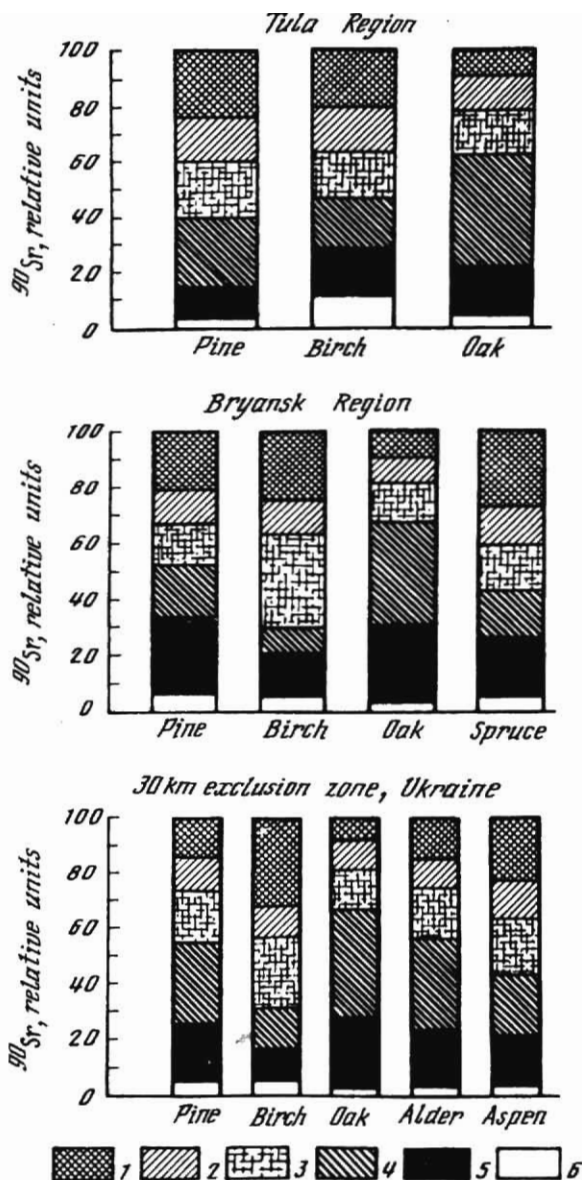 Tula Region
100
80
60
40
20
0
90Sr, relative units
Pine Birch Oak
Bryansk Region
100
80
60
40
20
0
90Sr, relative units
Pine Birch Oak Spruce
30 km exclusion zone, Ukraine
100
80
60
40
20
0
90Sr, relative units
Pine Birch Oak Alder Aspen
1 2 3 4 5 6